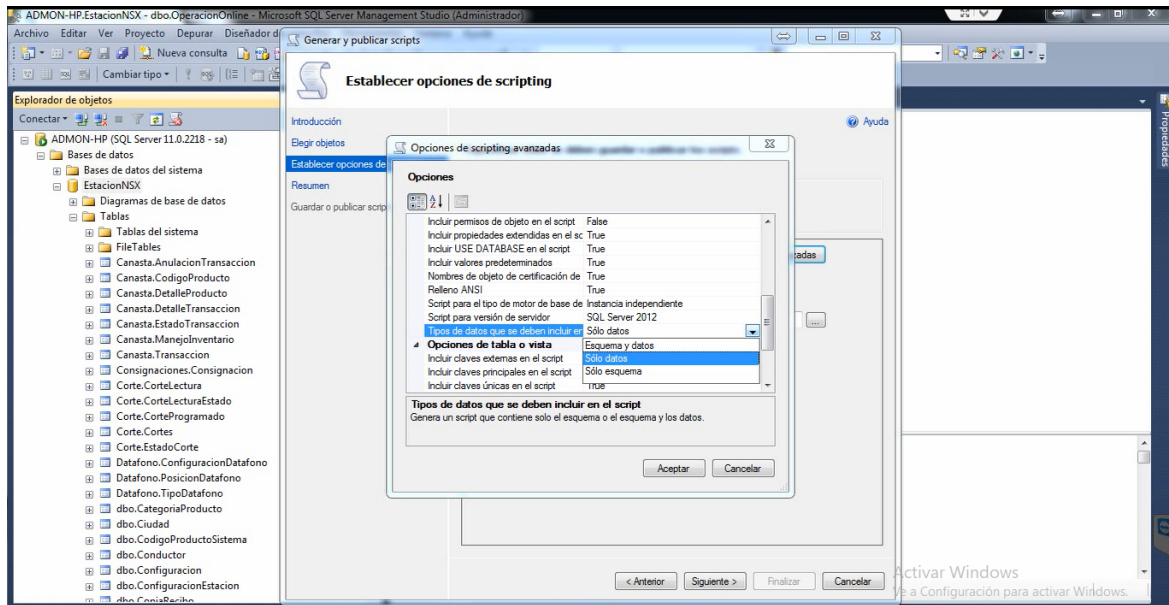 ADMON-HP.EstacionNSX - dbo.OperacionOnline - Microsoft SQL Server Management Studio (Administrador)
Archivo Editar Ver Proyecto Depurar Diseñador d
Nueva consulta
Cambiar tipo
Explorador de objetos
Conectar
ADMON-HP (SQL Server 11.0.2218 - sa)
Bases de datos
Bases de datos del sistema
EstacionNSX
Diagramas de base de datos
Tablas
Tablas del sistema
FileTables
Canasta.AnulacionTransaccion
Canasta.CodigoProducto
Canasta.DetalleProducto
Canasta.DetalleTransaccion
Canasta.EstadoTransaccion
Canasta.ManejoInventario
Canasta.Transaccion
Consignaciones.Consignacion
Corte.CorteLectura
Corte.CorteLecturaEstado
Corte.CorteProgramado
Corte.Cortes
Corte.EstadoCorte
Datafono.ConfiguracionDatafono
Datafono.PosicionDatafono
Datafono.TipoDatafono
dbo.CategoriaProducto
dbo.Ciudad
dbo.CodigoProductoSistema
dbo.Conductor
dbo.Configuracion
dbo.ConfiguracionEstacion
dbo.CopiaRecibo
Generar y publicar scripts
Establecer opciones de scripting
Introducción
Elegir objetos
Establecer opciones de
Resumen
Guardar o publicar scrip
Ayuda
Opciones de scripting avanzadas
Opciones
Incluir permisos de objeto en el script False
Incluir propiedades extendidas en el sc True
Incluir USE DATABASE en el script True
Incluir valores predeterminados True
Nombres de objeto de certificación de True
Relleno ANSI True
Script para el tipo de motor de base de Instancia independiente
Script para versión de servidor SQL Server 2012
Tipos de datos que se deben incluir en Sólo datos
Opciones de tabla o vista
Incluir claves externas en el script
Incluir claves principales en el script
Incluir claves únicas en el script True
Esquema y datos
Sólo datos
Sólo esquema
Tipos de datos que se deben incluir en el script
Genera un script que contiene solo el esquema o el esquema y los datos.
Aceptar Cancelar
zadas
...
< Anterior Siguiente > Finalizar Cancelar
Propiedades
Activar Windows
Ve a Configuración para activar Windows.